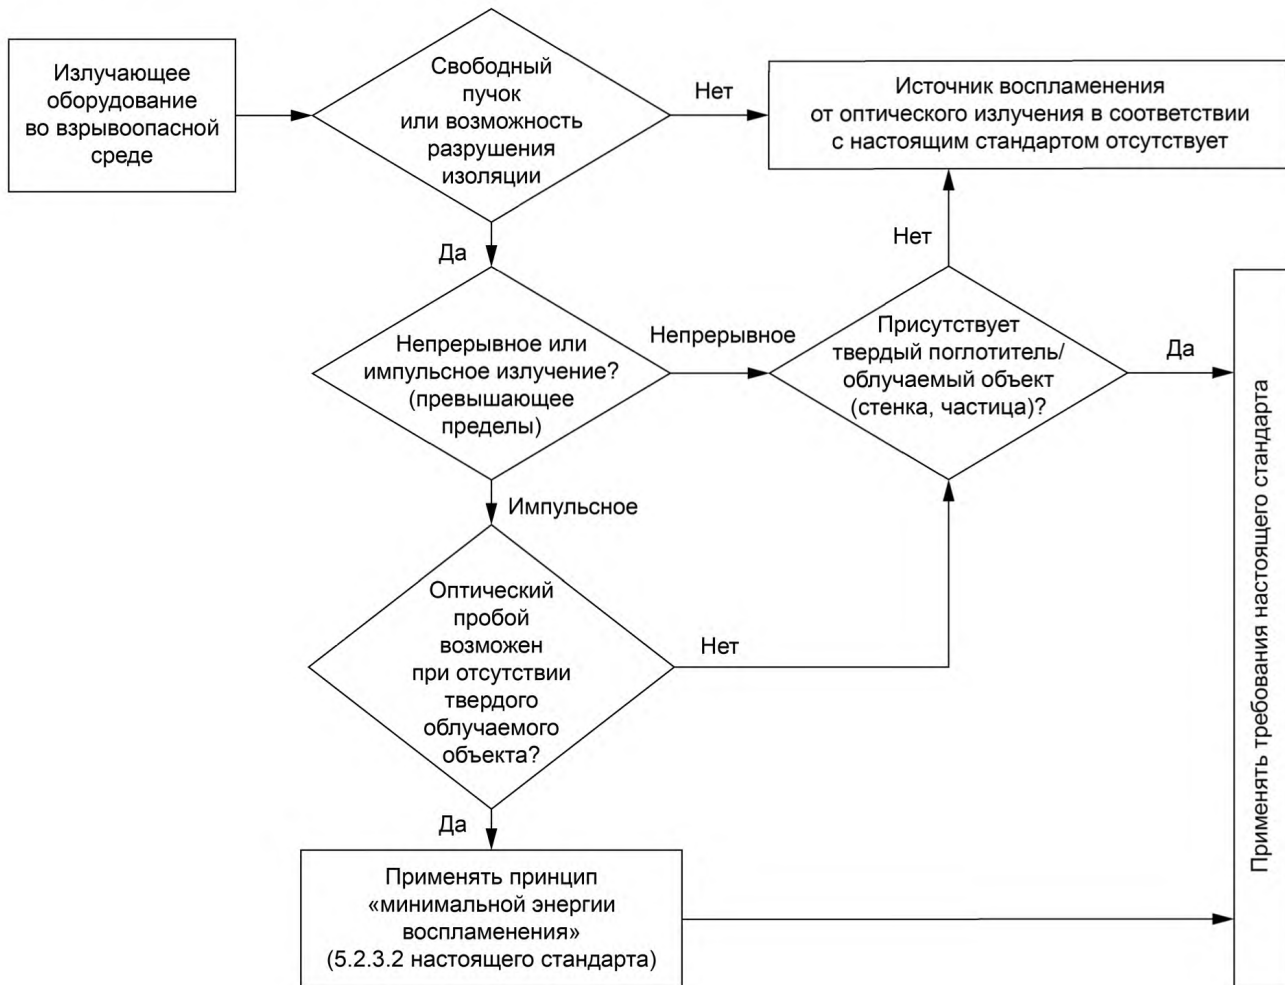 Излучающее
оборудование
во взрывоопасной
среде
Свободный
пучок
или возможность
разрушения
изоляции
Нет
Источник воспламенения
от оптического излучения в соответствии
с настоящим стандартом отсутствует
Да
Нет
Непрерывное или
импульсное излучение?
(превышающее
пределы)
Непрерывное
Присутствует
твердый поглотитель/
облучаемый объект
(стенка, частица)?
Да
Применять требования настоящего стандарта
Импульсное
Оптический
пробой
возможен
при отсутствии
твердого
облучаемого
объекта?
Нет
Да
Применять принцип
«минимальной энергии
воспламенения»
(5.2.3.2 настоящего стандарта)